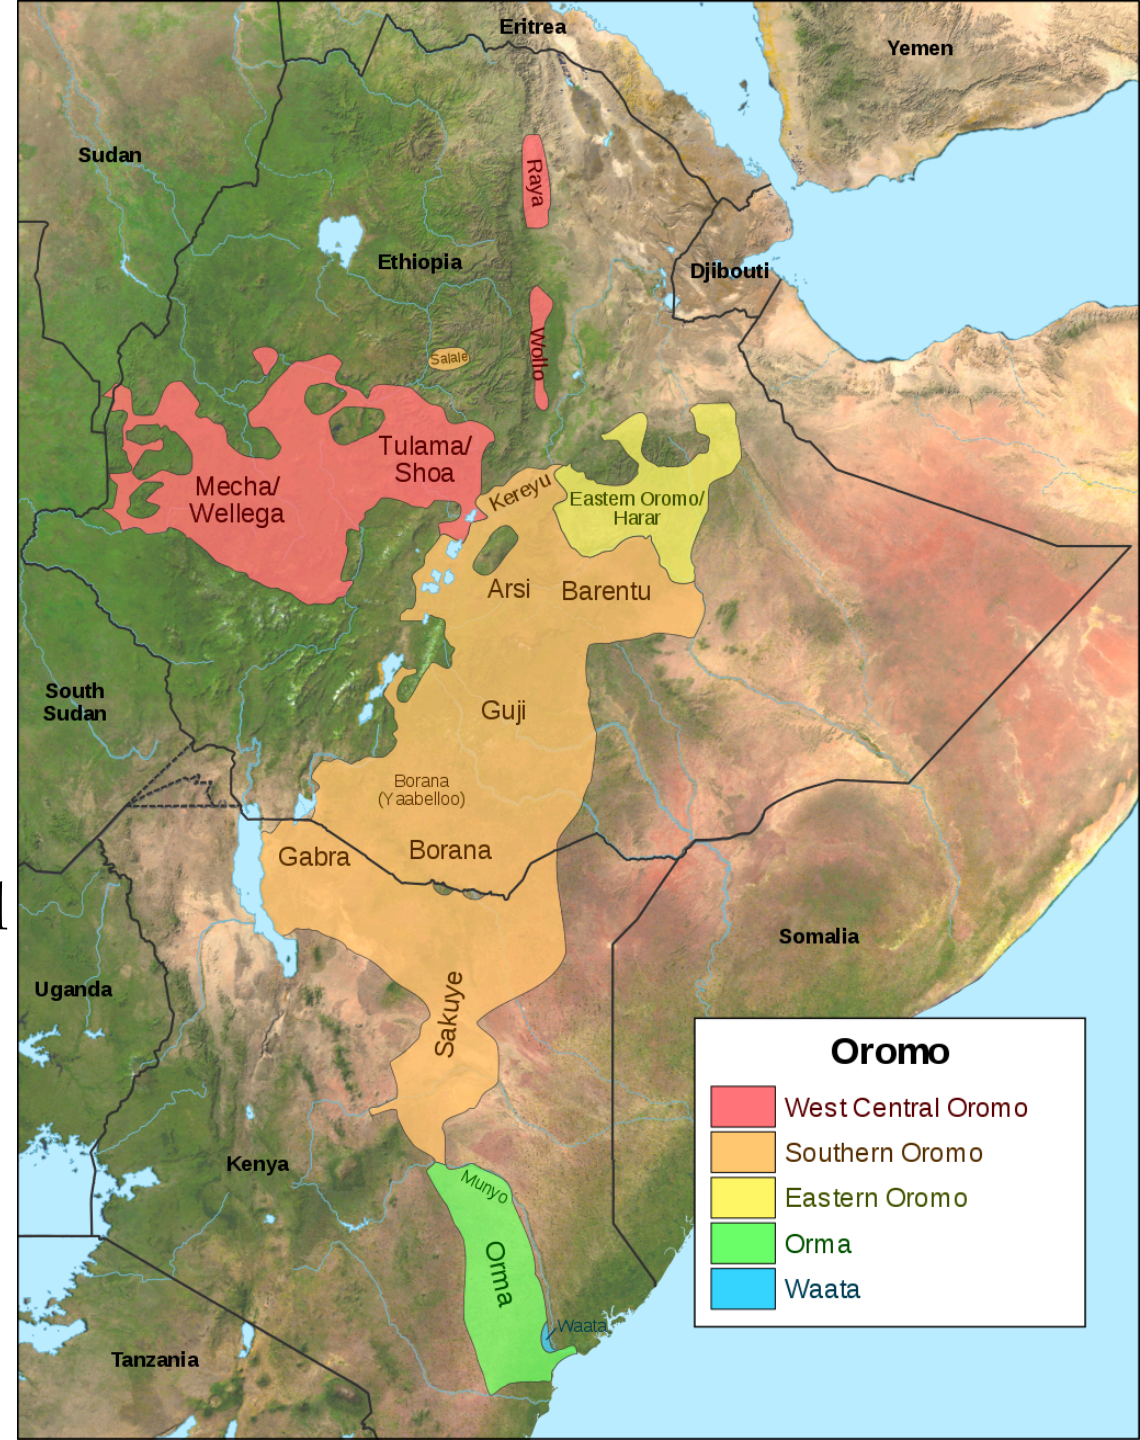 Eritrea
Yemen
Sudan
Raya
Ethiopia
Djibouti
Salale
Wollo
Tulama/
Shoa
Mecha/
Wellega
Kereyu
Eastern Oromo/
Harar
Arsi
Barentu
South
Sudan
Guji
Borana
(Yaabelloo)
Gabra
Borana
Somalia
Uganda
Sakuye
Kenya
Munyo
Orma
Waata
Tanzania
Oromo
West Central Oromo
Southern Oromo
Eastern Oromo
Orma
Waata